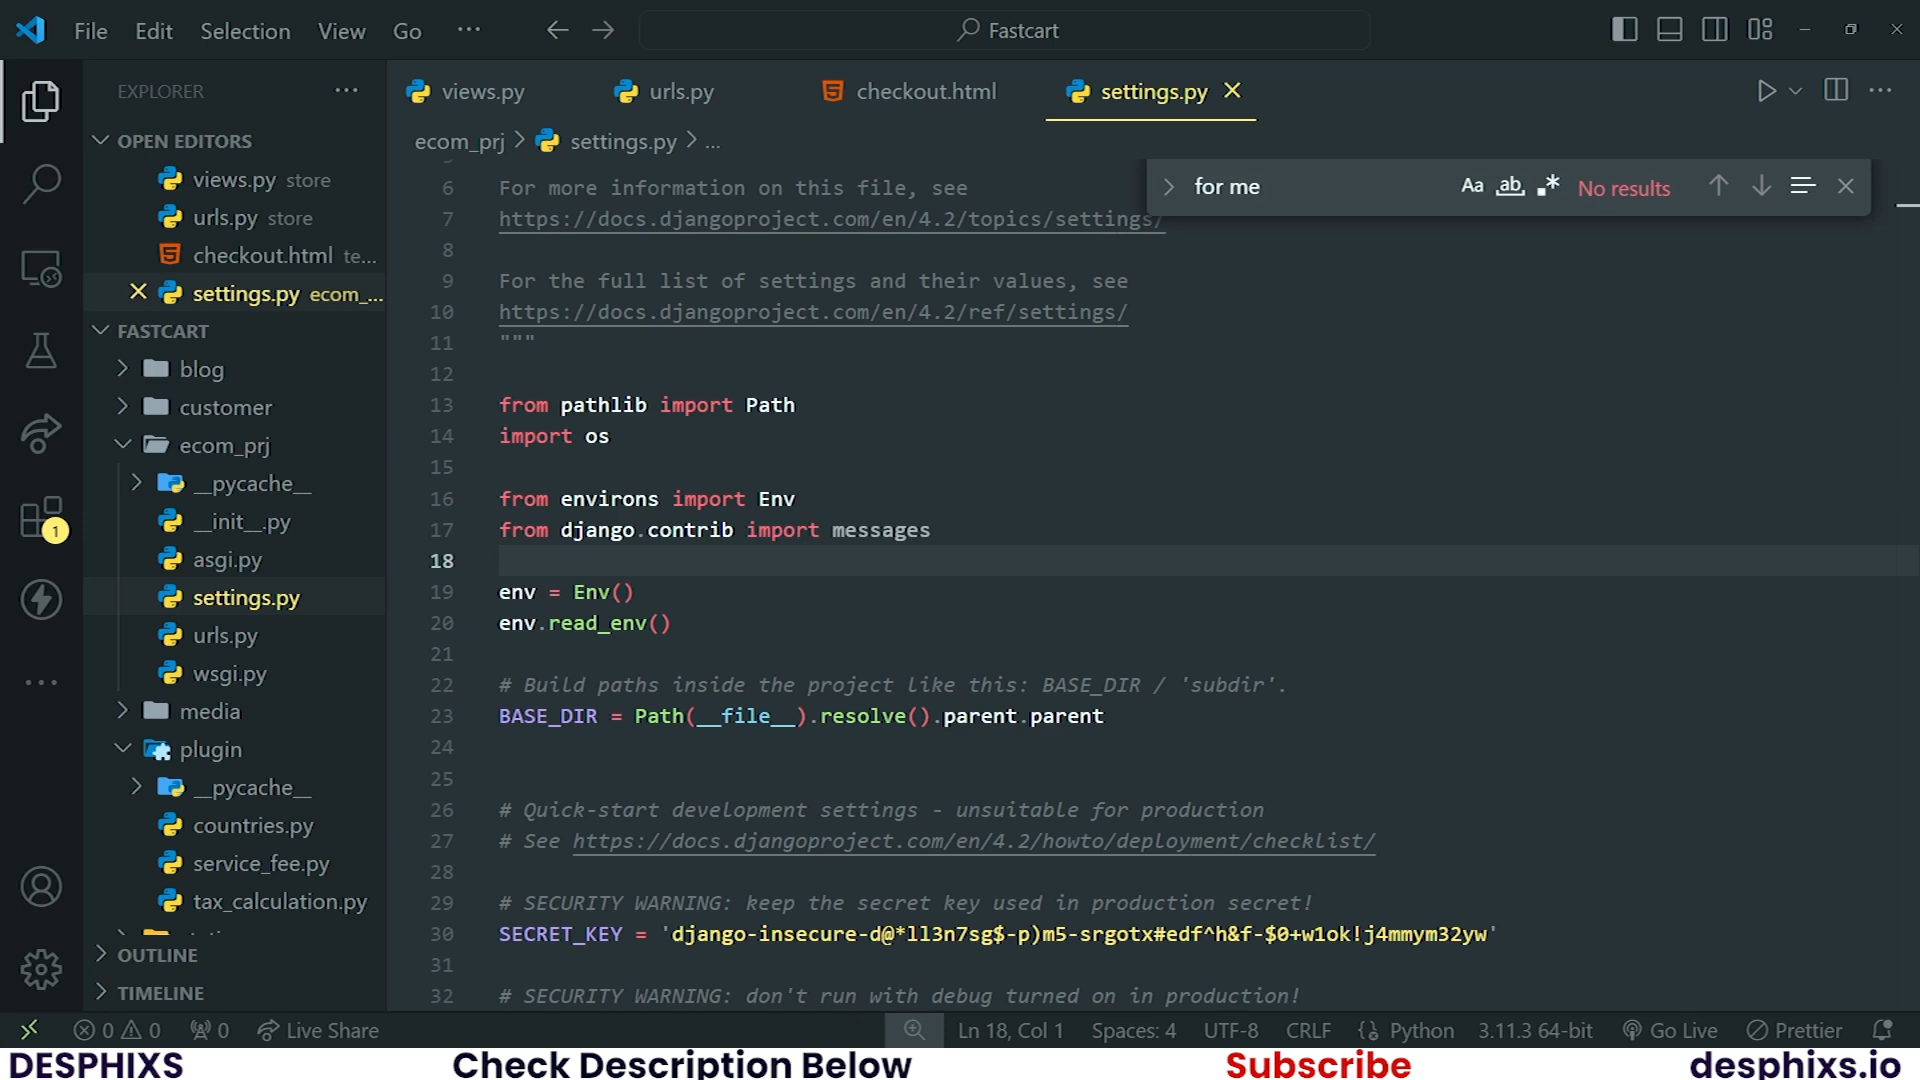 File Edit Selection View Go ··· Fastcart
EXPLORER ···
OPEN EDITORS
views.py store
urls.py store
checkout.html te...
settings.py ecom_...
FASTCART
blog
customer
ecom_prj
__pycache__
__init__.py
asgi.py
settings.py
urls.py
wsgi.py
media
plugin
__pycache__
countries.py
service_fee.py
tax_calculation.py
OUTLINE
TIMELINE
1
views.py urls.py checkout.html settings.py
ecom_prj > settings.py > ...
for me Aa ab .* No results
6 For more information on this file, see
7 https://docs.djangoproject.com/en/4.2/topics/settings/
8
9 For the full list of settings and their values, see
10 https://docs.djangoproject.com/en/4.2/ref/settings/
11 """
12
13 from pathlib import Path
14 import os
15
16 from environs import Env
17 from django.contrib import messages
18
19 env = Env()
20 env.read_env()
21
22 # Build paths inside the project like this: BASE_DIR / 'subdir'.
23 BASE_DIR = Path(__file__).resolve().parent.parent
24
25
26 # Quick-start development settings - unsuitable for production
27 # See https://docs.djangoproject.com/en/4.2/howto/deployment/checklist/
28
29 # SECURITY WARNING: keep the secret key used in production secret!
30 SECRET_KEY = 'django-insecure-d@*ll3n7sg$-p)m5-srgotx#edf^h&f-$0+w1ok!j4mmym32yw'
31
32 # SECURITY WARNING: don't run with debug turned on in production!
0 0 0 Live Share Ln 18, Col 1 Spaces: 4 UTF-8 CRLF Python 3.11.3 64-bit Go Live Prettier
DESPHIXS Check Description Below Subscribe desphixs.io